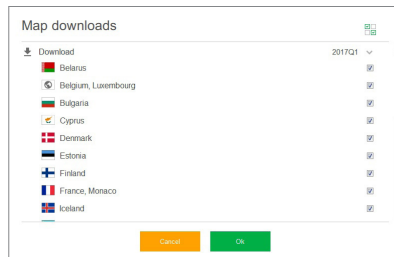 Map downloads
Download 2017Q1
Belarus
Belgium, Luxembourg
Bulgaria
Cyprus
Denmark
Estonia
Finland
France, Monaco
Iceland
Cancel Ok